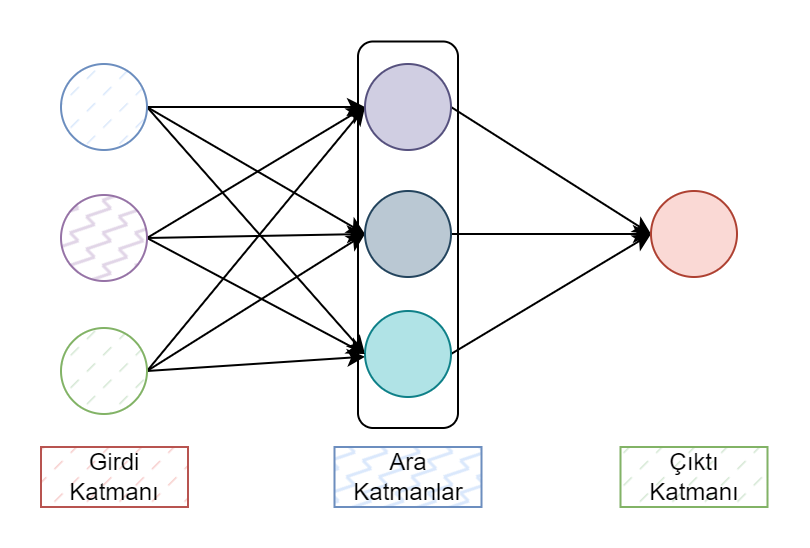 Girdi
Katmanı
Ara
Katmanlar
Çıktı
Katmanı